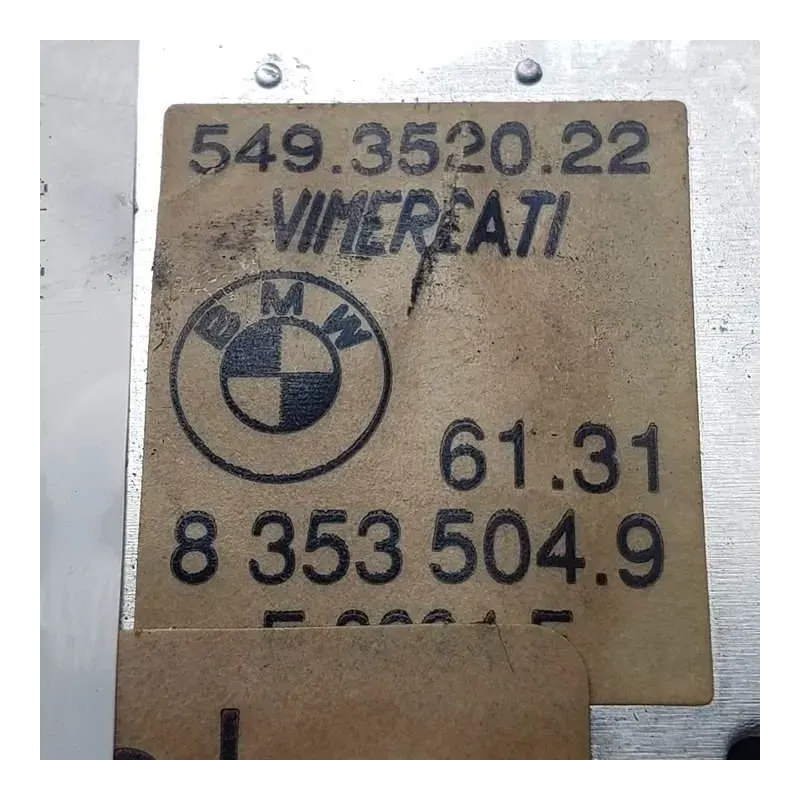 549.3520.22
VIMERCATI
BMW
61.31
8 353 504.9